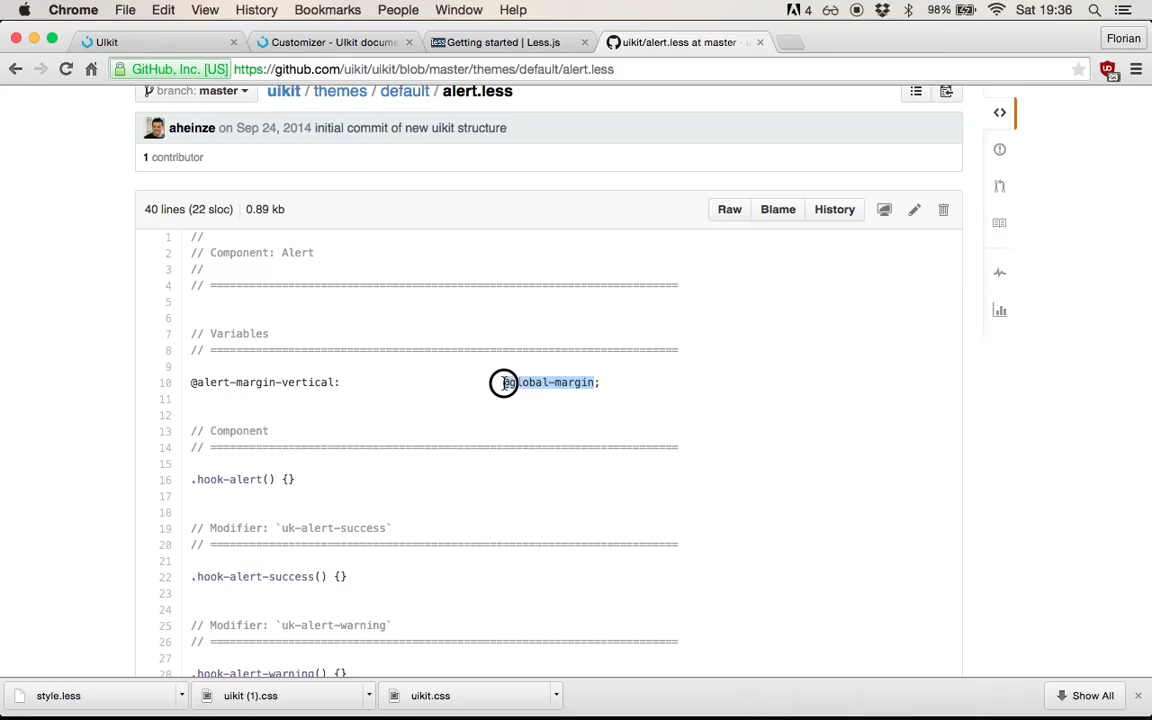 Chrome File Edit View History Bookmarks People Window Help 4 98% Sat 19:36
UIkit Customizer - UIkit docume Getting started | Less.js uikit/alert.less at master - Florian
GitHub, Inc. [US] https://github.com/uikit/uikit/blob/master/themes/default/alert.less
branch: master uikit / themes / default / alert.less
aheinze on Sep 24, 2014 initial commit of new uikit structure
1 contributor
40 lines (22 sloc) 0.89 kb Raw Blame History
1 //
2 // Component: Alert
3 //
4 // ========================================================================
5
6
7 // Variables
8 // ========================================================================
9
10 @alert-margin-vertical: @global-margin;
11
12
13 // Component
14 // ========================================================================
15
16 .hook-alert() {}
17
18
19 // Modifier: `uk-alert-success`
20 // ========================================================================
21
22 .hook-alert-success() {}
23
24
25 // Modifier: `uk-alert-warning`
26 // ========================================================================
27
28 .hook-alert-warning() {}
style.less uikit (1).css uikit.css Show All